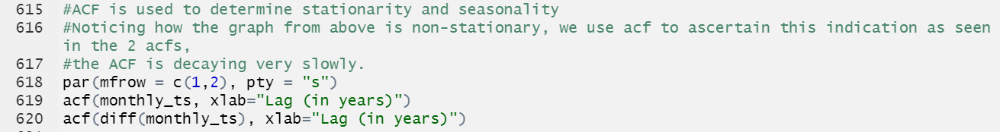 615 #ACF is used to determine stationarity and seasonality
616 #Noticing how the graph from above is non-stationary, we use acf to ascertain this indication as seen
in the 2 acfs,
617 #the ACF is decaying very slowly.
618 par(mfrow = c(1,2), pty = "s")
619 acf(monthly_ts, xlab="Lag (in years)")
620 acf(diff(monthly_ts), xlab="Lag (in years)")